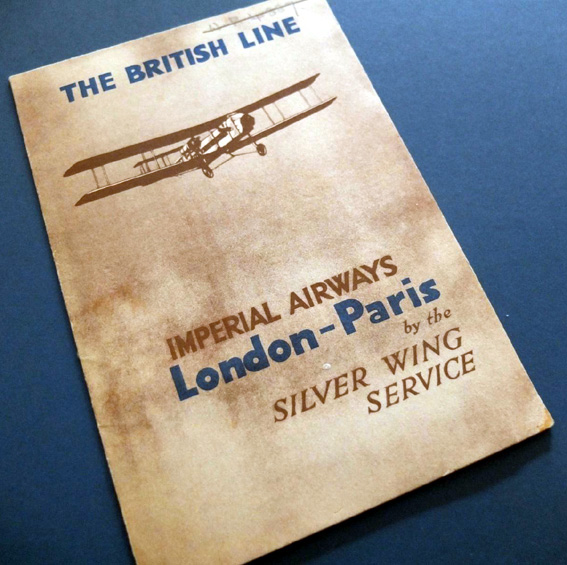 THE BRITISH LINE
IMPERIAL AIRWAYS
London-Paris
by the
SILVER WING
SERVICE